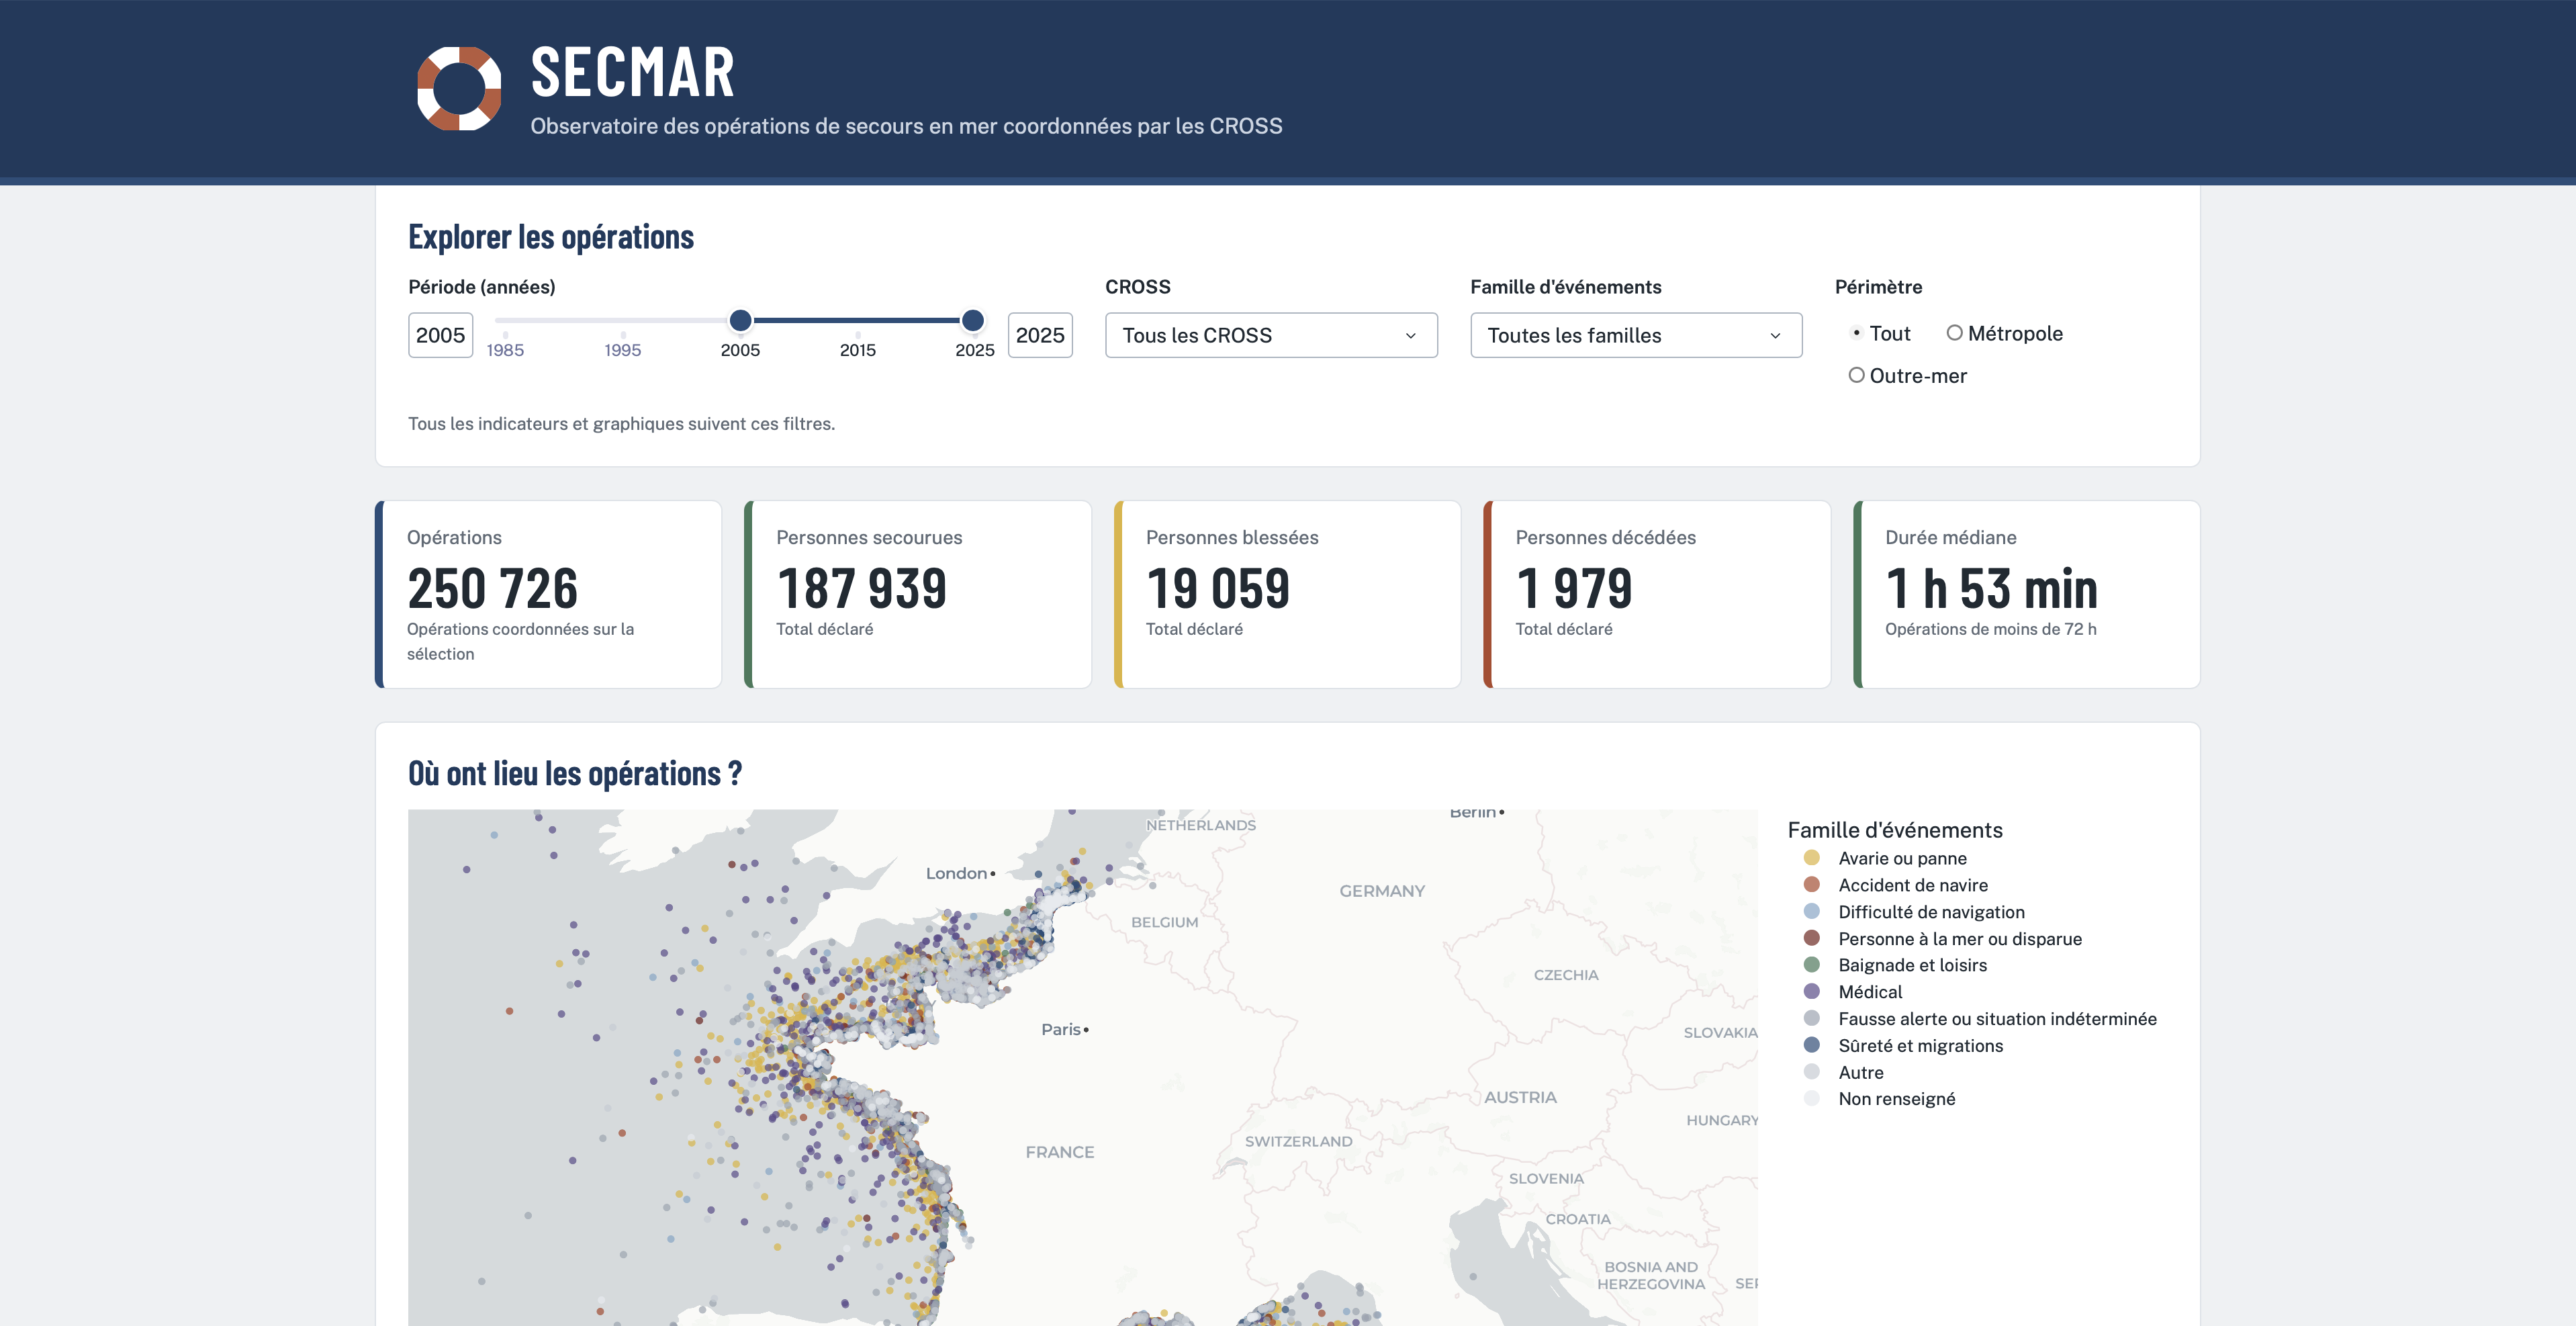 SECMAR
Observatoire des opérations de secours en mer coordonnées par les CROSS
Explorer les opérations
Période (années)
2005
1985
1995
2005
2015
2025
2025
CROSS
Tous les CROSS
Famille d'événements
Toutes les familles
Périmètre
Tout
Métropole
Outre-mer
Tous les indicateurs et graphiques suivent ces filtres.
Opérations
250 726
Opérations coordonnées sur la
sélection
Personnes secourues
187 939
Total déclaré
Personnes blessées
19 059
Total déclaré
Personnes décédées
1 979
Total déclaré
Durée médiane
1 h 53 min
Opérations de moins de 72 h
Où ont lieu les opérations ?
Berlin
NETHERLANDS
London
GERMANY
BELGIUM
CZECHIA
Paris
SLOVAKIA
AUSTRIA
HUNGARY
SWITZERLAND
FRANCE
SLOVENIA
CROATIA
BOSNIA AND
HERZEGOVINA
SER
Famille d'événements
Avarie ou panne
Accident de navire
Difficulté de navigation
Personne à la mer ou disparue
Baignade et loisirs
Médical
Fausse alerte ou situation indéterminée
Sûreté et migrations
Autre
Non renseigné